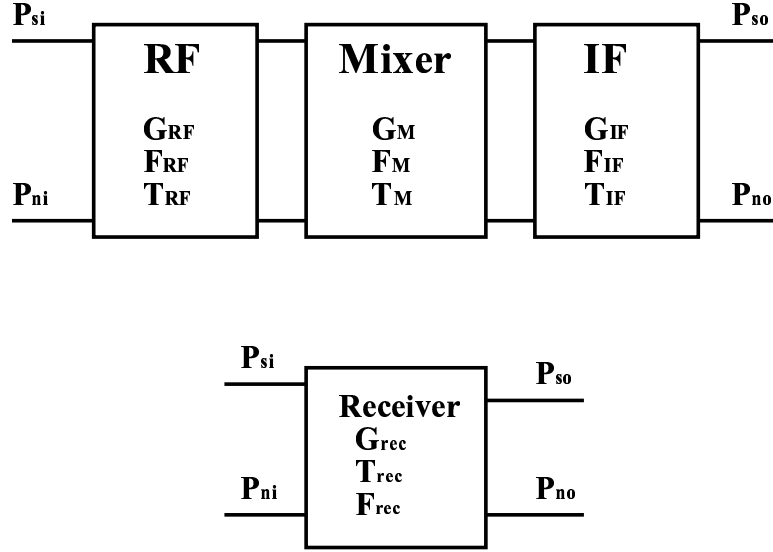 Psi Pso
RF Mixer IF
GRF GM GIF
FRF FM FIF
TRF TM TIF
Pni Pno
Psi Pso
Receiver
Grec
Trec
Frec
Pni Pno